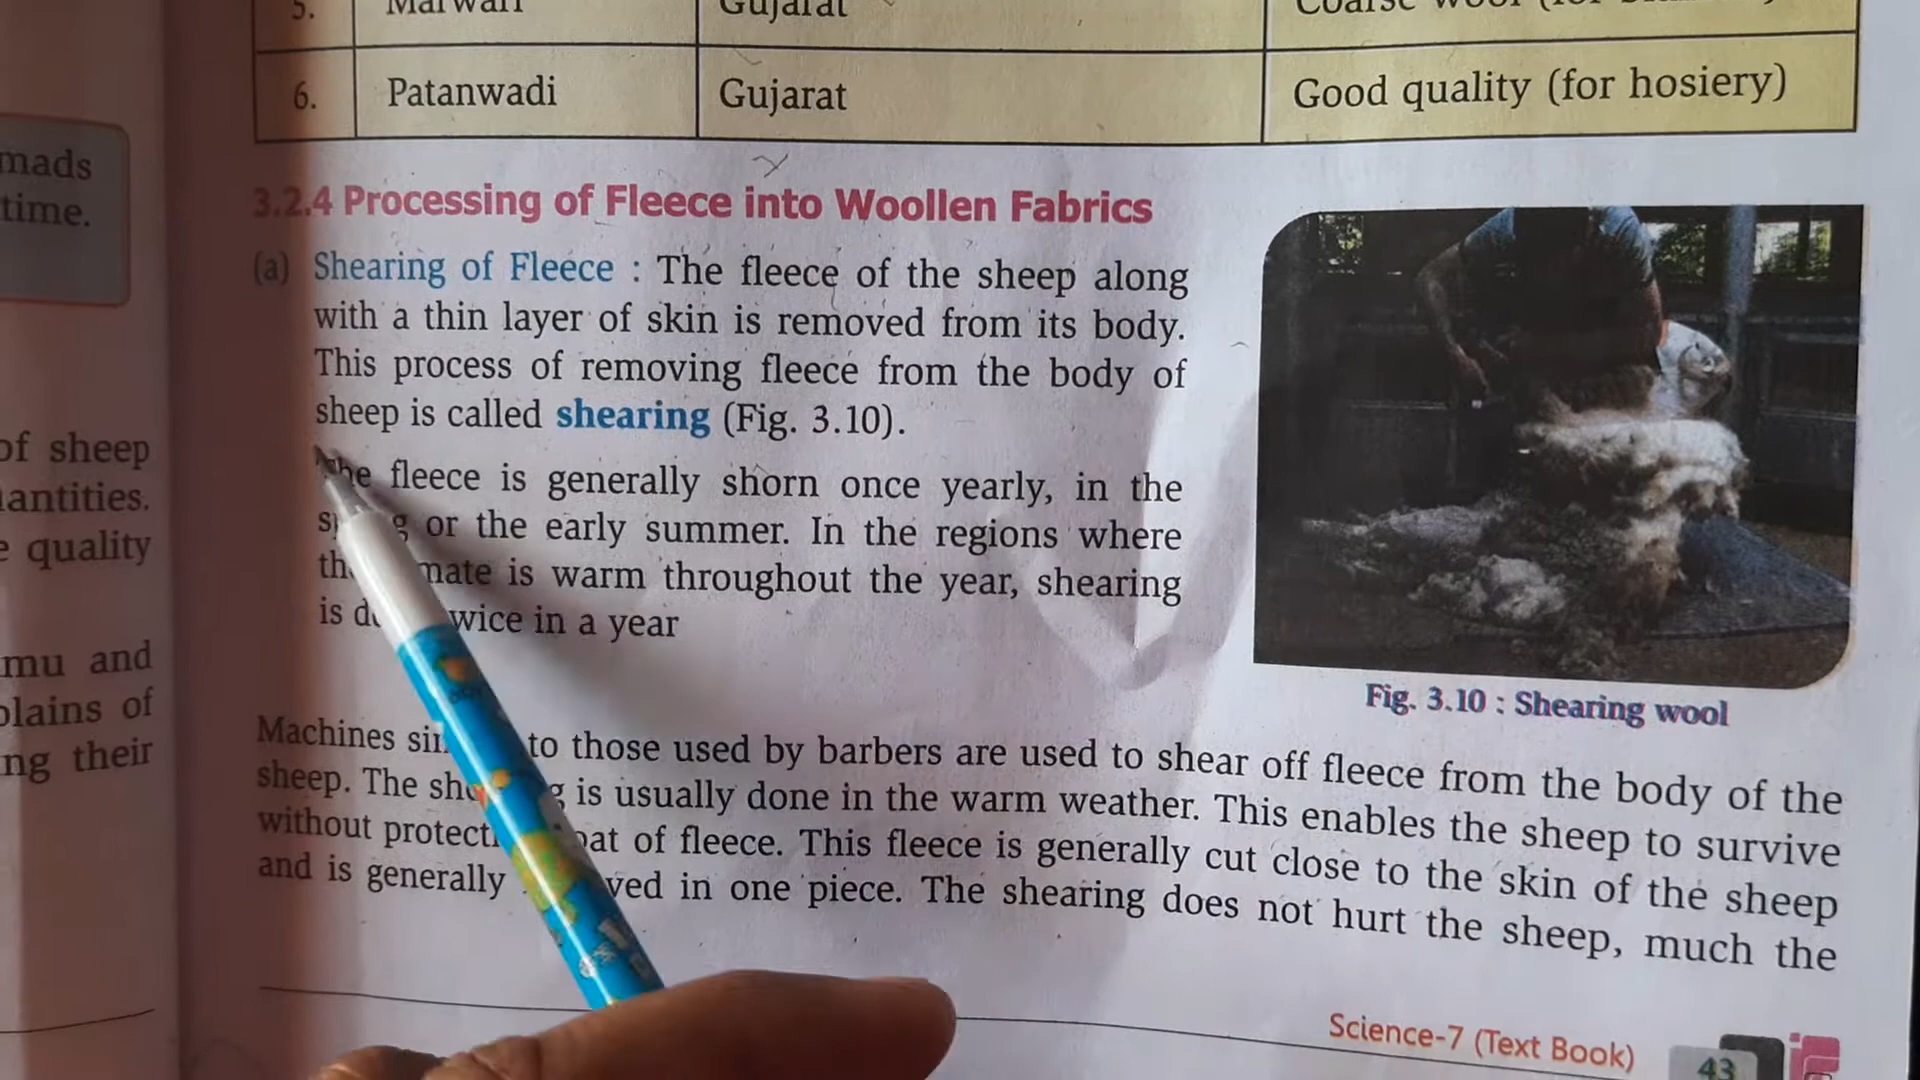 5. Marwari Gujarat
6. Patanwadi Gujarat Good quality (for hosiery)
mads
time.
of sheep
antities.
quality
mu and
plains of
ng their
3.2.4 Processing of Fleece into Woollen Fabrics
(a) Shearing of Fleece : The fleece of the sheep along
with a thin layer of skin is removed from its body.
This process of removing fleece from the body of
sheep is called shearing (Fig. 3.10).
The fleece is generally shorn once yearly, in the
or the early summer. In the regions where
mate is warm throughout the year, shearing
is wice in a year
Fig. 3.10 : Shearing wool
Machines to those used by barbers are used to shear off fleece from the body of the
sheep. The is usually done in the warm weather. This enables the sheep to survive
without of fleece. This fleece is generally cut close to the skin of the sheep
and is generally ved in one piece. The shearing does not hurt the sheep, much the
Science-7 (Text Book) 43